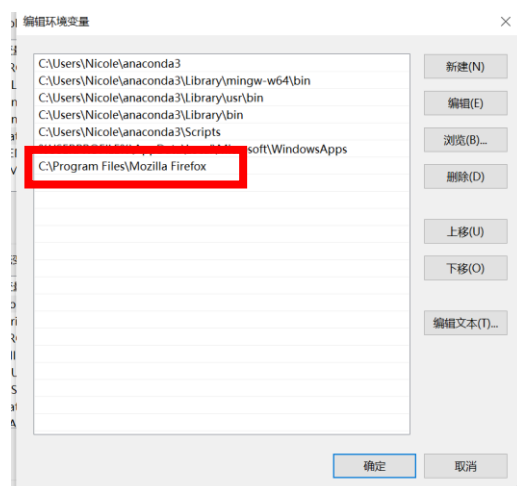 编辑环境变量
C:\Users\Nicole\anaconda3
C:\Users\Nicole\anaconda3\Library\mingw-w64\bin
C:\Users\Nicole\anaconda3\Library\usr\bin
C:\Users\Nicole\anaconda3\Library\bin
C:\Users\Nicole\anaconda3\Scripts
soft\WindowsApps
C:\Program Files\Mozilla Firefox
新建(N)
编辑(E)
浏览(B)...
删除(D)
上移(U)
下移(O)
编辑文本(T)...
确定
取消